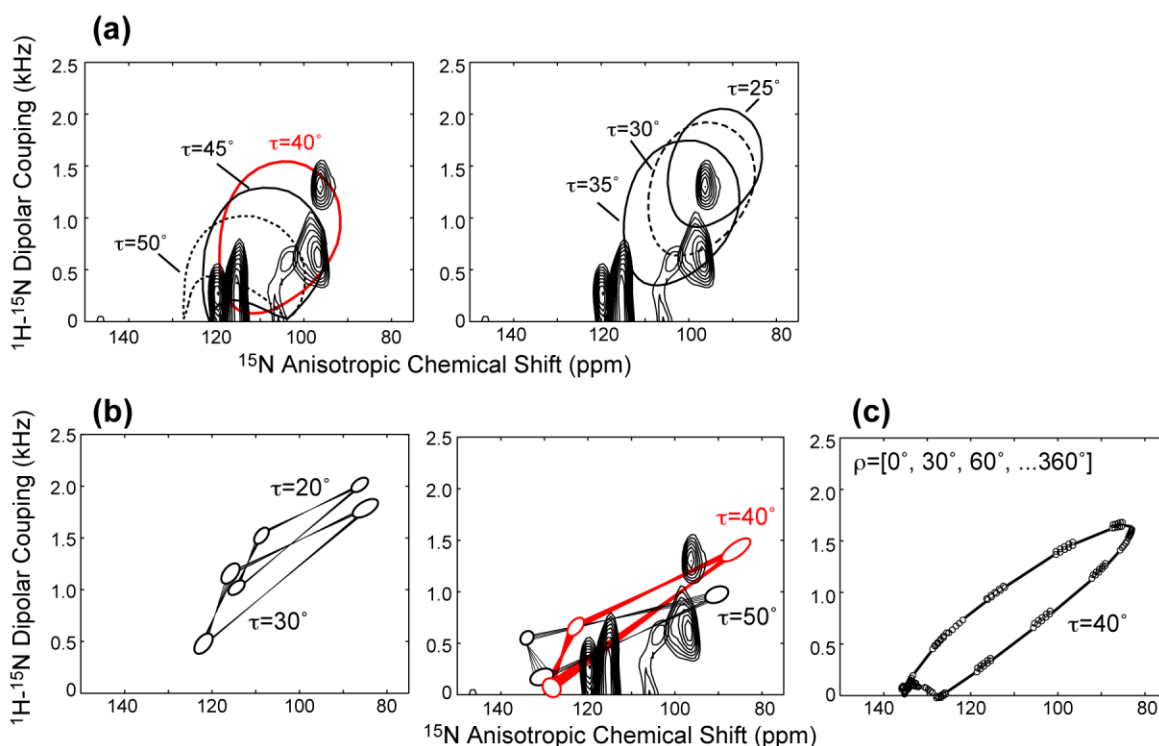 (a)
2.5
2.0
1.5
1.0
0.5
0
τ=40˚
τ=45˚
τ=50˚
140 120 100 80
τ=25˚
τ=30˚
τ=35˚
2.5
2.0
1.5
1.0
0.5
0
140 120 100 80
¹H-¹⁵N Dipolar Couping (kHz)
¹⁵N Anisotropic Chemical Shift (ppm)
(b)
2.5
2.0
1.5
1.0
0.5
0
τ=20˚
τ=30˚
140 120 100 80
2.5
2.0
1.5
1.0
0.5
0
τ=40˚
τ=50˚
140 120 100 80
(c)
2.5
2.0
1.5
1.0
0.5
0
ρ=[0˚, 30˚, 60˚, ...360˚]
τ=40˚
140 120 100 80
¹H-¹⁵N Dipolar Couping (kHz)
¹⁵N Anisotropic Chemical Shift (ppm)